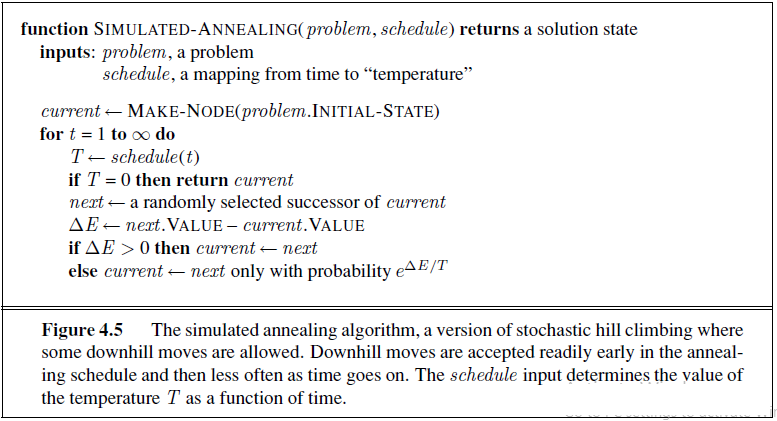 function SIMULATED-ANNEALING(problem, schedule) returns a solution state
inputs: problem, a problem
schedule, a mapping from time to “temperature”
current ← MAKE-NODE(problem.INITIAL-STATE)
for t = 1 to ∞ do
T ← schedule(t)
if T = 0 then return current
next ← a randomly selected successor of current
ΔE ← next.VALUE – current.VALUE
if ΔE > 0 then current ← next
else current ← next only with probability e^ΔE/T
Figure 4.5 The simulated annealing algorithm, a version of stochastic hill climbing where
some downhill moves are allowed. Downhill moves are accepted readily early in the anneal-
ing schedule and then less often as time goes on. The schedule input determines the value of
the temperature T as a function of time.